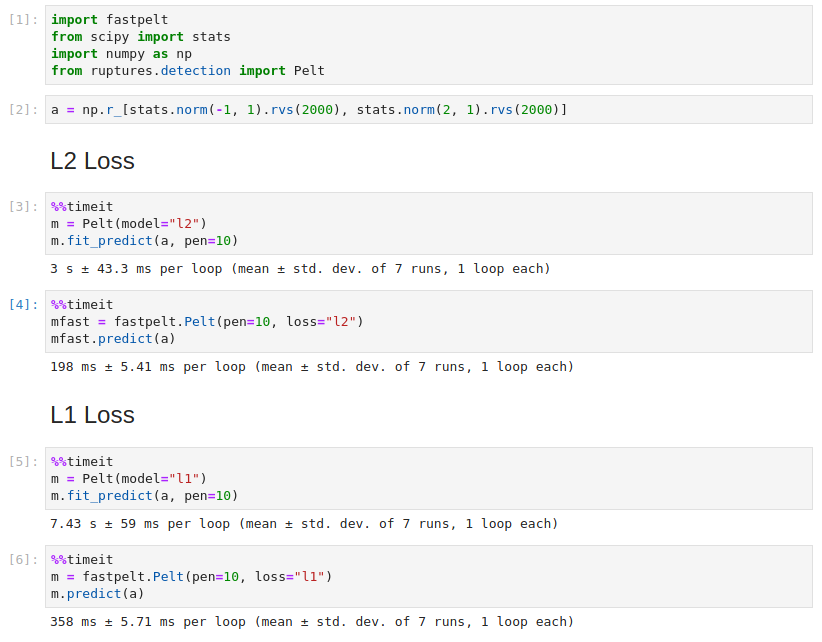 [1]: import fastpelt
from scipy import stats
import numpy as np
from ruptures.detection import Pelt
[2]: a = np.r_[stats.norm(-1, 1).rvs(2000), stats.norm(2, 1).rvs(2000)]
L2 Loss
[3]: %%timeit
m = Pelt(model="l2")
m.fit_predict(a, pen=10)
3 s ± 43.3 ms per loop (mean ± std. dev. of 7 runs, 1 loop each)
[4]: %%timeit
mfast = fastpelt.Pelt(pen=10, loss="l2")
mfast.predict(a)
198 ms ± 5.41 ms per loop (mean ± std. dev. of 7 runs, 1 loop each)
L1 Loss
[5]: %%timeit
m = Pelt(model="l1")
m.fit_predict(a, pen=10)
7.43 s ± 59 ms per loop (mean ± std. dev. of 7 runs, 1 loop each)
[6]: %%timeit
m = fastpelt.Pelt(pen=10, loss="l1")
m.predict(a)
358 ms ± 5.71 ms per loop (mean ± std. dev. of 7 runs, 1 loop each)